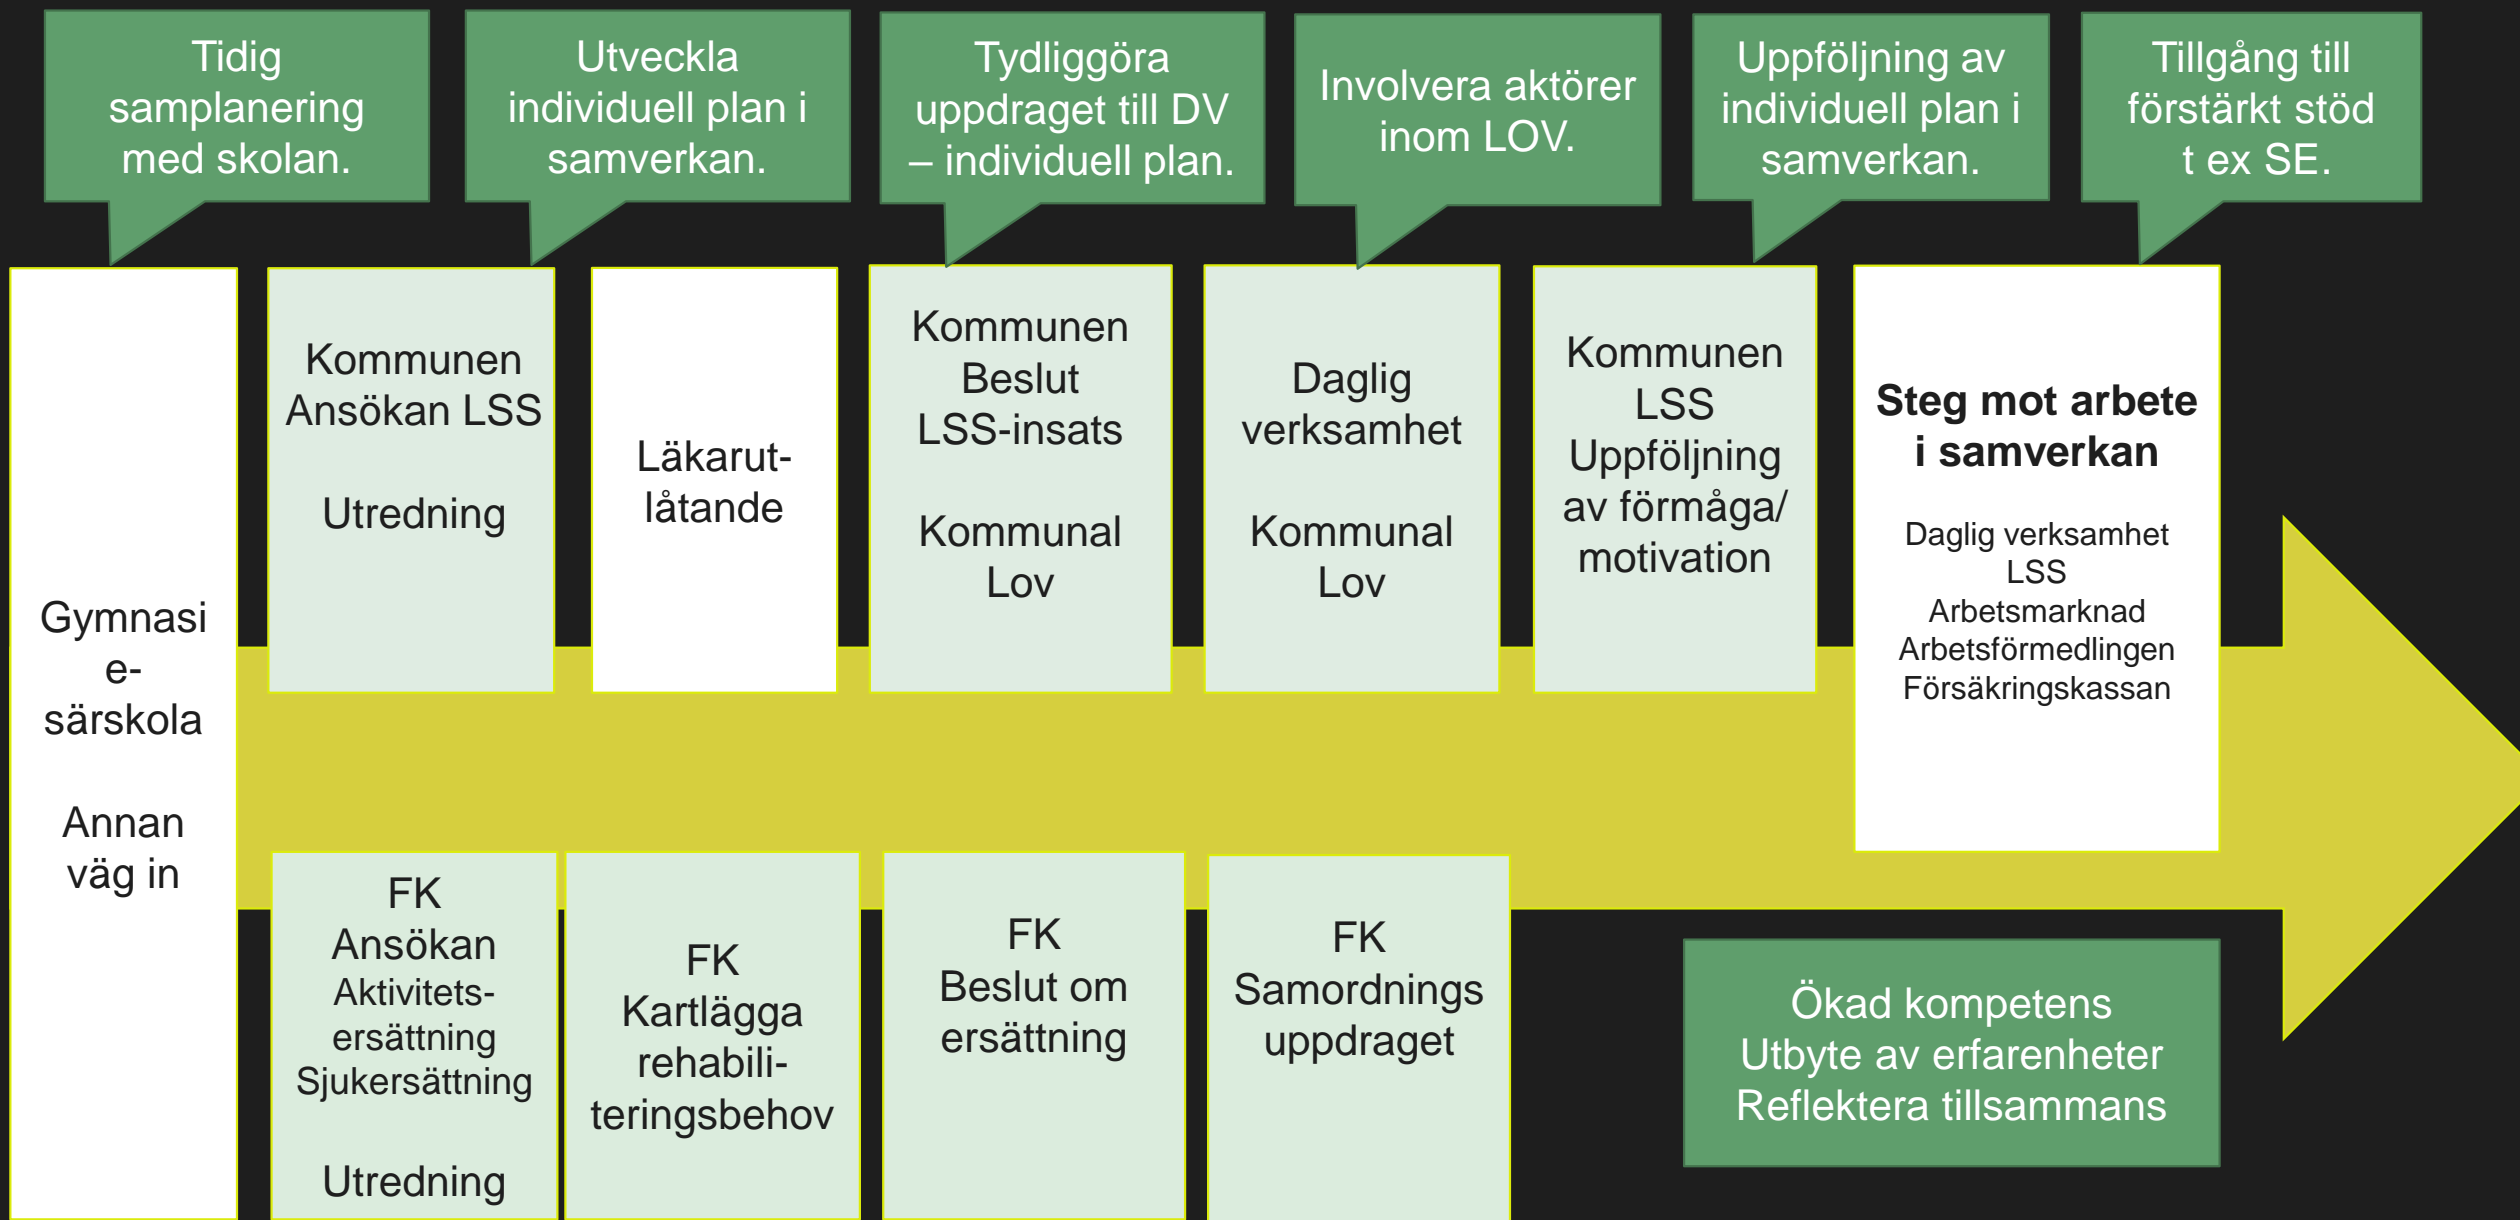 Tidig
samplanering
med skolan.
Utveckla
individuell plan i
samverkan.
Tydliggöra
uppdraget till DV
– individuell plan.
Involvera aktörer
inom LOV.
Uppföljning av
individuell plan i
samverkan.
Tillgång till
förstärkt stöd
t ex SE.
Gymnasi
e-
särskola
Annan
väg in
Kommunen
Ansökan LSS
Utredning
Läkarut-
låtande
Kommunen
Beslut
LSS-insats
Kommunal
Lov
Daglig
verksamhet
Kommunal
Lov
Kommunen
LSS
Uppföljning
av förmåga/
motivation
Steg mot arbete
i samverkan
Daglig verksamhet
LSS
Arbetsmarknad
Arbetsförmedlingen
Försäkringskassan
FK
Ansökan
Aktivitets-
ersättning
Sjukersättning
Utredning
FK
Kartlägga
rehabili-
teringsbehov
FK
Beslut om
ersättning
FK
Samordnings
uppdraget
Ökad kompetens
Utbyte av erfarenheter
Reflektera tillsammans